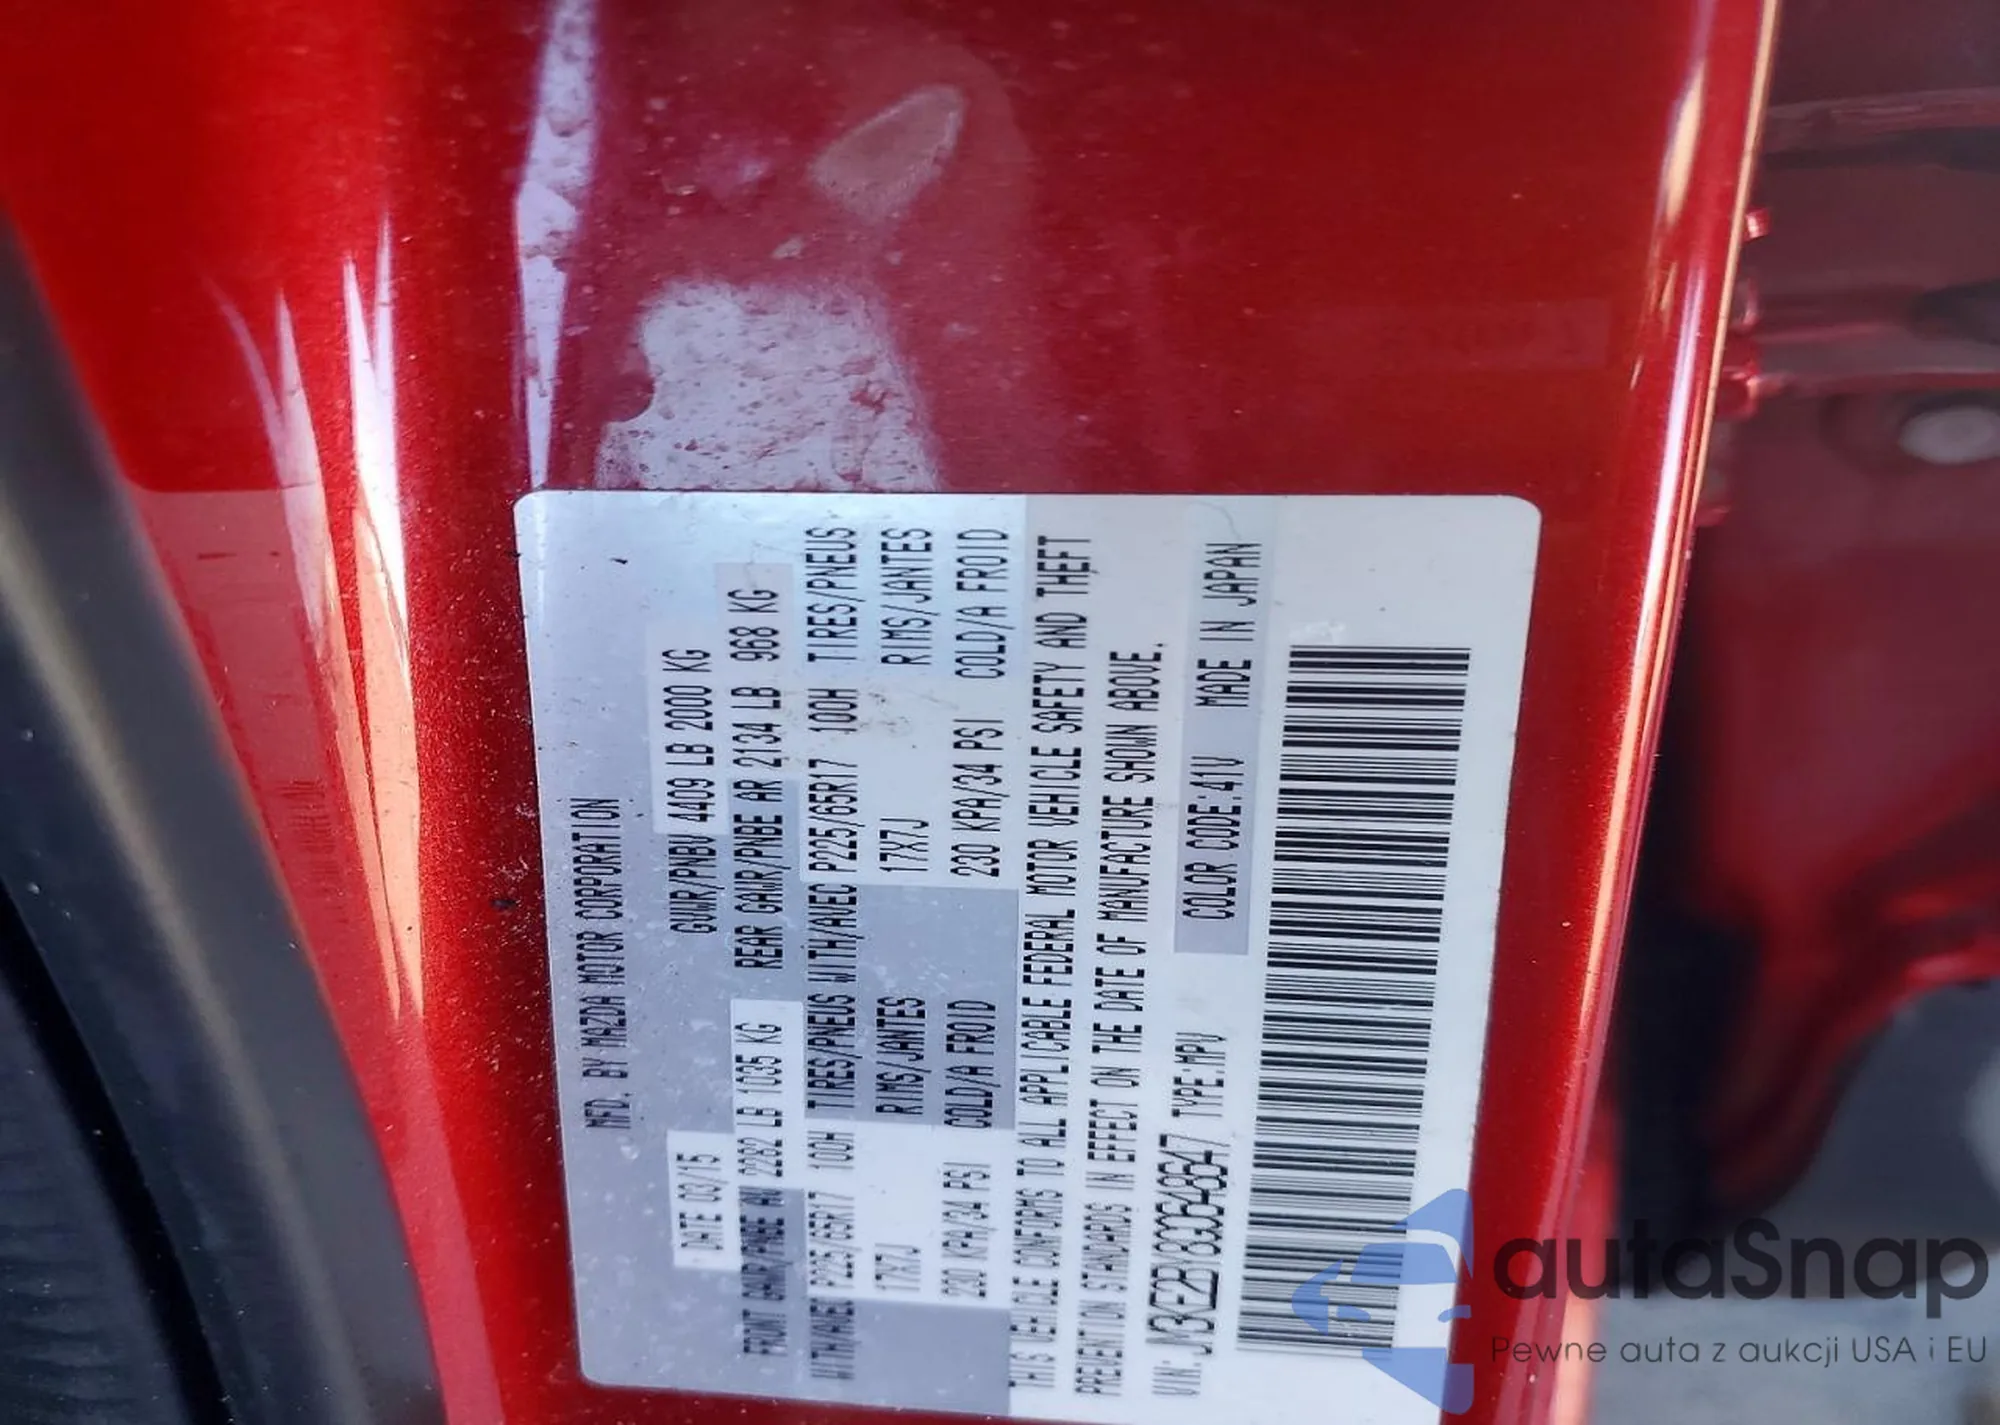 MFD. BY MAZDA MOTOR CORPORATION
DATE 03/15 GVWR/PNBV 4409 LB 2000 KG
FRONT GAWR/PNBE AV 2282 LB 1035 KG REAR GAWR/PNBE AR 2134 LB 968 KG
WITH/AVEC P225/65R17 100H TIRES/PNEUS WITH/AVEC P225/65R17 100H TIRES/PNEUS
17X7J RIMS/JANTES 17X7J RIMS/JANTES
230 KPA/34 PSI COLD/A FROID 230 KPA/34 PSI COLD/A FROID
THIS VEHICLE CONFORMS TO ALL APPLICABLE FEDERAL MOTOR VEHICLE SAFETY AND THEFT
PREVENTION STANDARDS IN EFFECT ON THE DATE OF MANUFACTURE SHOWN ABOVE.
VIN: JM3KE2BY8G0648647 TYPE:MPV COLOR CODE:41V MADE IN JAPAN
autaSnap
Pewne auta z aukcji USA i EU